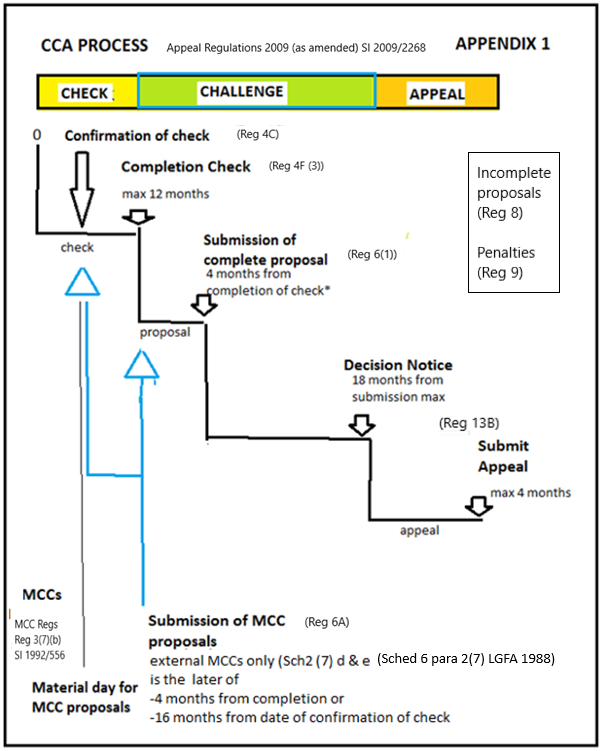 CCA PROCESS Appeal Regulations 2009 (as amended) SI 2009/2268 APPENDIX 1
CHECK : CHALLENGE APPEAL
0 Confirmation of check (Reg 4C)
Completion Check (Reg 4F (3))
max 12 months
Incomplete
proposals
(Reg 8)
Penalties
(Reg 9)
check
Submission of
complete proposal (Reg 6(1))
4 months from
completion of check*
proposal
Decision Notice
18 months from
submission max
(Reg 13B)
Submit
Appeal
max 4 months
appeal
MCCs
MCC Regs
Reg 3(7)(b)
SI 1992/556
Material day for
MCC proposals
Submission of MCC (Reg 6A)
proposals
external MCCs only (Sch2 (7) d & e (Sched 6 para 2(7) LGFA 1988)
is the later of
-4 months from completion or
-16 months from date of confirmation of check